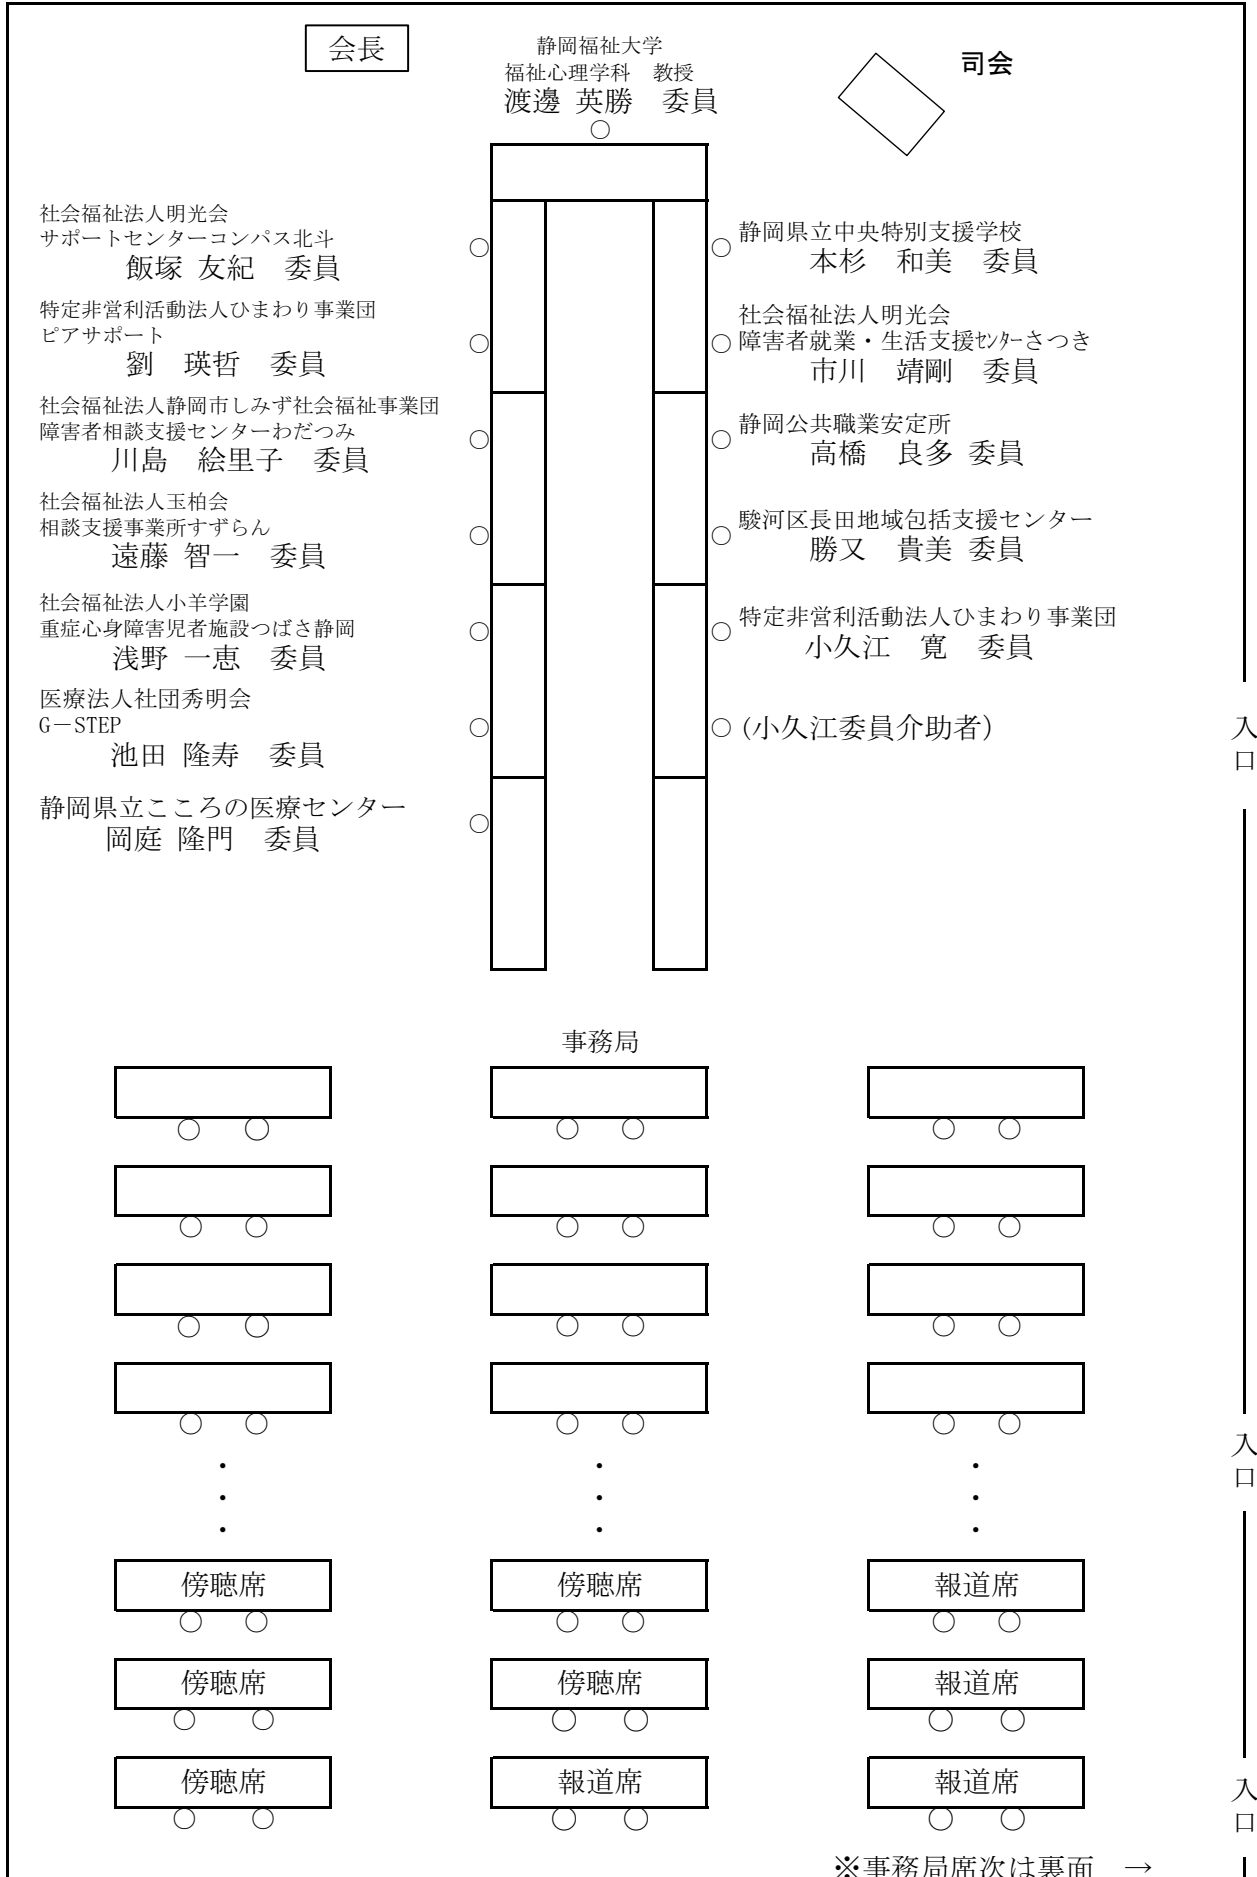 会長
静岡福祉大学
福祉心理学科　教授
渡邊 英勝　委員
○
司会
社会福祉法人明光会
サポートセンターコンパス北斗
飯塚 友紀　委員
○
特定非営利活動法人ひまわり事業団
ピアサポート
劉　瑛哲　委員
○
社会福祉法人静岡市しみず社会福祉事業団
障害者相談支援センターわだつみ
川島　絵里子　委員
○
社会福祉法人玉柏会
相談支援事業所すずらん
遠藤 智一　委員
○
社会福祉法人小羊学園
重症心身障害児者施設つばさ静岡
浅野 一恵　委員
○
医療法人社団秀明会
G－STEP
池田 隆寿　委員
○
静岡県立こころの医療センター
岡庭 隆門　委員
○
○ 静岡県立中央特別支援学校
本杉　和美　委員
社会福祉法人明光会
○ 障害者就業・生活支援ｾﾝﾀｰさつき
市川　靖剛　委員
○ 静岡公共職業安定所
高橋　良多 委員
○ 駿河区長田地域包括支援センター
勝又　貴美 委員
○ 特定非営利活動法人ひまわり事業団
小久江　寛　委員
○ (小久江委員介助者)
入口
事務局
○ ○ ○ ○ ○ ○
○ ○ ○ ○ ○ ○
○ ○ ○ ○ ○ ○
○ ○ ○ ○ ○ ○
入口
・ ・ ・
・ ・ ・
・ ・ ・
傍聴席 傍聴席 報道席
○ ○ ○ ○ ○ ○
傍聴席 傍聴席 報道席
○ ○ ○ ○ ○ ○
傍聴席 報道席 報道席
○ ○ ○ ○ ○ ○
入口
※事務局席次は裏面　→